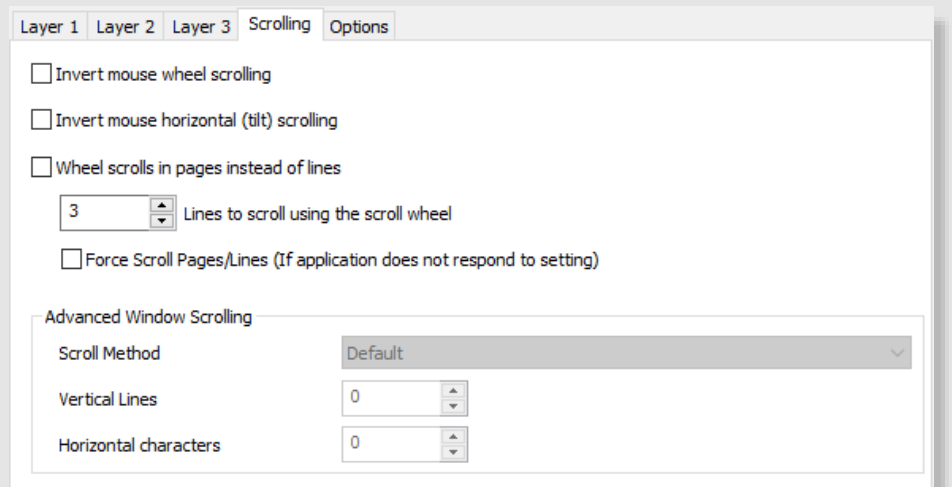 Layer 1 Layer 2 Layer 3 Scrolling Options
Invert mouse wheel scrolling
Invert mouse horizontal (tilt) scrolling
Wheel scrolls in pages instead of lines
3 Lines to scroll using the scroll wheel
Force Scroll Pages/Lines (If application does not respond to setting)
Advanced Window Scrolling
Scroll Method Default
Vertical Lines 0
Horizontal characters 0